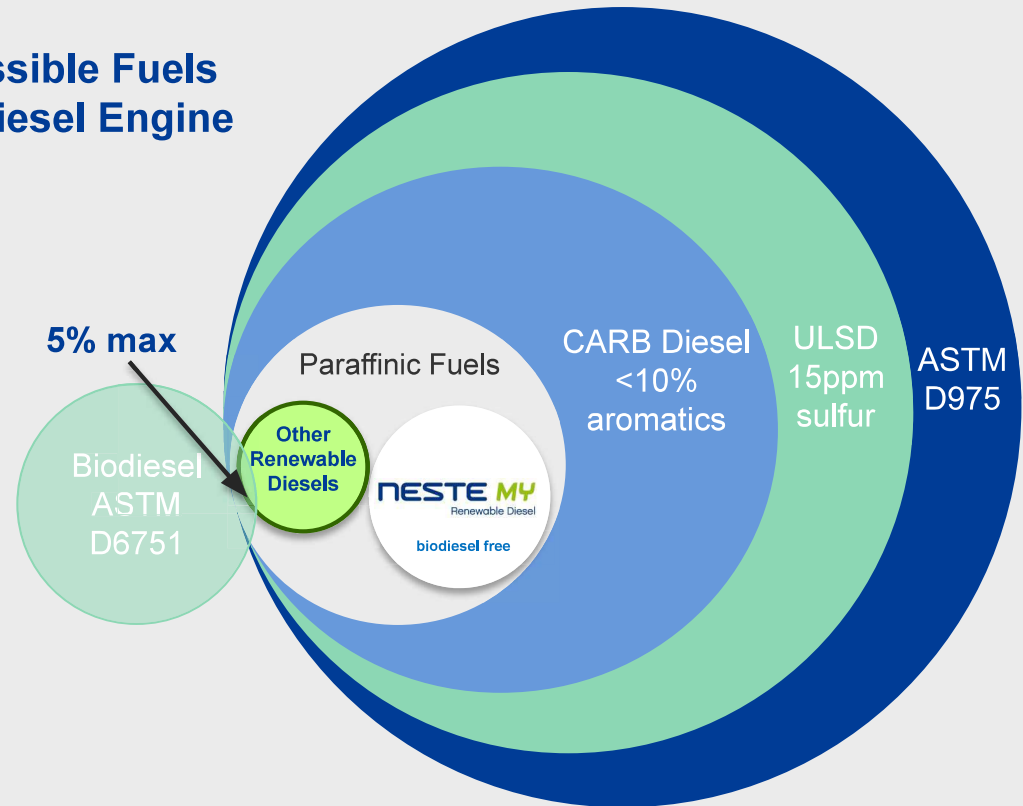 ssible Fuels
iesel Engine
5% max
Paraffinic Fuels
CARB Diesel
<10%
aromatics
ULSD
15ppm
sulfur
ASTM
D975
Other
Renewable
Diesels
Biodiesel
ASTM
D6751
NESTE MY
Renewable Diesel
biodiesel free